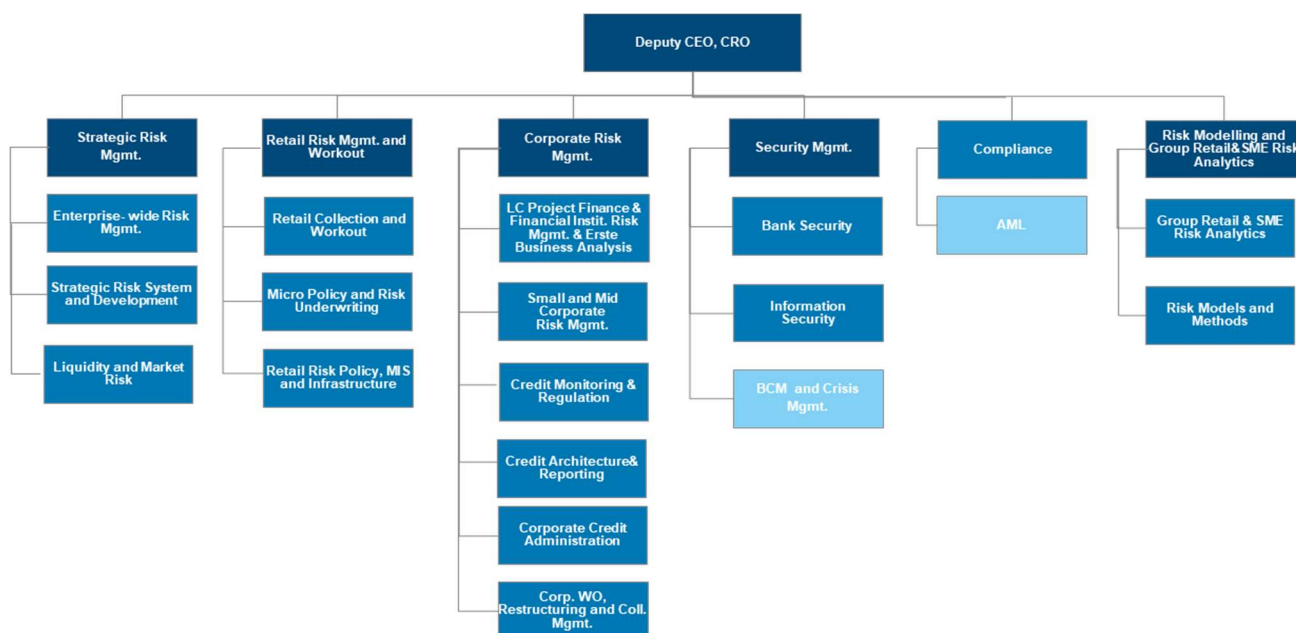 Deputy CEO, CRO
Strategic Risk
Mgmt.
Enterprise- wide Risk
Mgmt.
Strategic Risk System
and Development
Liquidity and Market
Risk
Retail Risk Mgmt. and
Workout
Retail Collection and
Workout
Micro Policy and Risk
Underwriting
Retail Risk Policy, MIS
and Infrastructure
Corporate Risk
Mgmt.
LC Project Finance &
Financial Instit. Risk
Mgmt. & Erste
Business Analysis
Small and Mid
Corporate
Risk Mgmt.
Credit Monitoring &
Regulation
Credit Architecture&
Reporting
Corporate Credit
Administration
Corp. WO,
Restructuring and Coll.
Mgmt.
Security Mgmt.
Bank Security
Information
Security
BCM and Crisis
Mgmt.
Compliance
AML
Risk Modelling and
Group Retail&SME Risk
Analytics
Group Retail & SME
Risk Analytics
Risk Models and
Methods